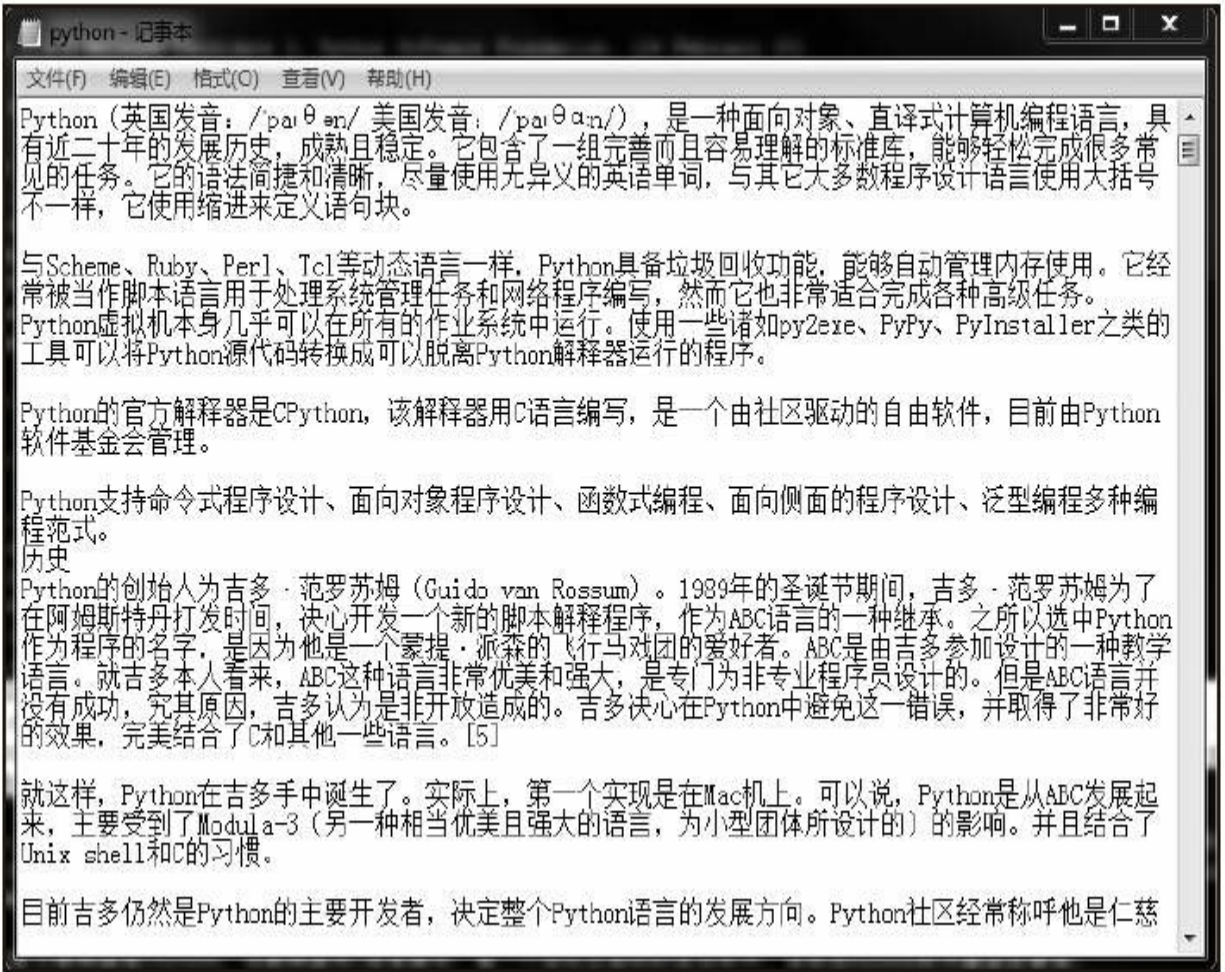 python - 记事本
文件(F) 编辑(E) 格式(O) 查看(V) 帮助(H)
Python（英国发音：/ˈpaɪθən/ 美国发音：/ˈpaɪθɑːn/），是一种面向对象、直译式计算机编程语言，具
有近二十年的发展历史，成熟且稳定。它包含了一组完善而且容易理解的标准库，能够轻松完成很多常
见的任务。它的语法简捷和清晰，尽量使用无异义的英语单词，与其它大多数程序设计语言使用大括号
不一样，它使用缩进来定义语句块。
与Scheme、Ruby、Perl、Tcl等动态语言一样，Python具备垃圾回收功能，能够自动管理内存使用。它经
常被当作脚本语言用于处理系统管理任务和网络程序编写，然而它也非常适合完成各种高级任务。
Python虚拟机本身几乎可以在所有的作业系统中运行。使用一些诸如py2exe、PyPy、PyInstaller之类的
工具可以将Python源代码转换成可以脱离Python解释器运行的程序。
Python的官方解释器是CPython，该解释器用C语言编写，是一个由社区驱动的自由软件，目前由Python
软件基金会管理。
Python支持命令式程序设计、面向对象程序设计、函数式编程、面向侧面的程序设计、泛型编程多种编
程范式。
历史
Python的创始人为吉多·范罗苏姆（Guido van Rossum）。1989年的圣诞节期间，吉多·范罗苏姆为了
在阿姆斯特丹打发时间，决心开发一个新的脚本解释程序，作为ABC语言的一种继承。之所以选中Python
作为程序的名字，是因为他是一个蒙提·派森的飞行马戏团的爱好者。ABC是由吉多参加设计的一种教学
语言。就吉多本人看来，ABC这种语言非常优美和强大，是专门为非专业程序员设计的。但是ABC语言并
没有成功，究其原因，吉多认为是非开放造成的。吉多决心在Python中避免这一错误，并取得了非常好
的效果，完美结合了C和其他一些语言。[5]
就这样，Python在吉多手中诞生了。实际上，第一个实现是在Mac机上。可以说，Python是从ABC发展起
来，主要受到了Modula-3（另一种相当优美且强大的语言，为小型团体所设计的）的影响。并且结合了
Unix shell和C的习惯。
目前吉多仍然是Python的主要开发者，决定整个Python语言的发展方向。Python社区经常称呼他是仁慈